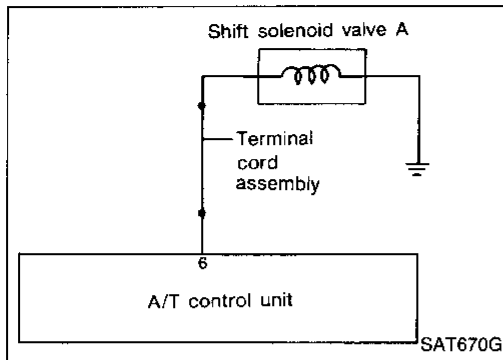 Shift solenoid valve A
Terminal
cord
assembly
6
A/T control unit
SAT670G